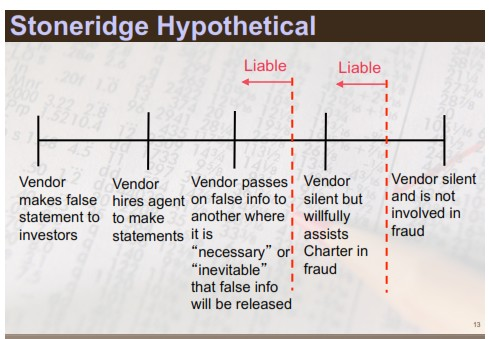 Stoneridge Hypothetical
Liable
Liable
Vendor
makes false
statement to
investors
Vendor
hires agent
to make
statements
Vendor passes
on false info to
another where
it is
“necessary” or
“inevitable”
that false info
will be released
Vendor
silent but
willfully
assists
Charter in
fraud
Vendor silent
and is not
involved in
fraud
13